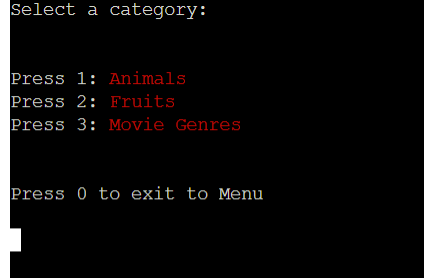 Select a category:
Press 1: Animals
Press 2: Fruits
Press 3: Movie Genres
Press 0 to exit to Menu